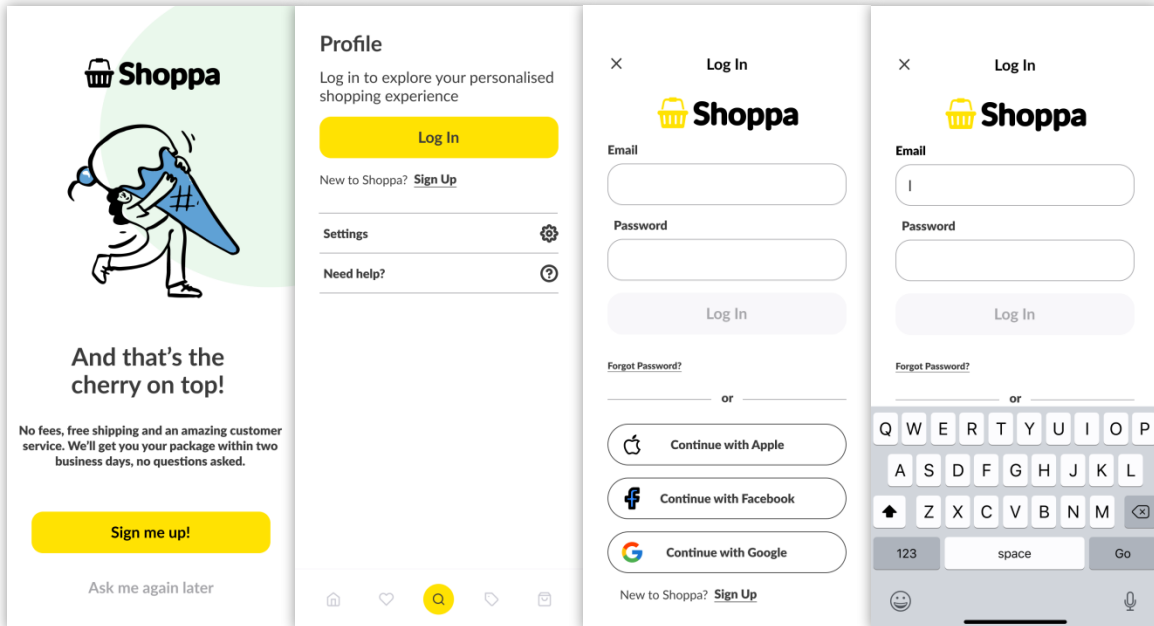 Shoppa
And that's the
cherry on top!
No fees, free shipping and an amazing customer
service. We'll get you your package within two
business days, no questions asked.
Sign me up!
Ask me again later
Profile
Log in to explore your personalised
shopping experience
Log In
New to Shoppa? Sign Up
Settings
Need help?
Log In
Shoppa
Email
Password
Log In
Forgot Password?
or
Continue with Apple
Continue with Facebook
Continue with Google
New to Shoppa? Sign Up
Log In
Shoppa
Email
Password
Log In
Forgot Password?
or
Q W E R T Y U I O P
A S D F G H J K L
Z X C V B N M
123 space Go